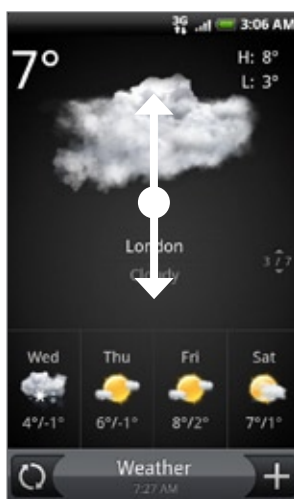 3G 3:06 AM
7° H: 8°
L: 3°
London
Cloudy
3 / 7
Wed Thu Fri Sat
4°/-1° 6°/-1° 8°/2° 7°/1°
Weather
7:27 AM